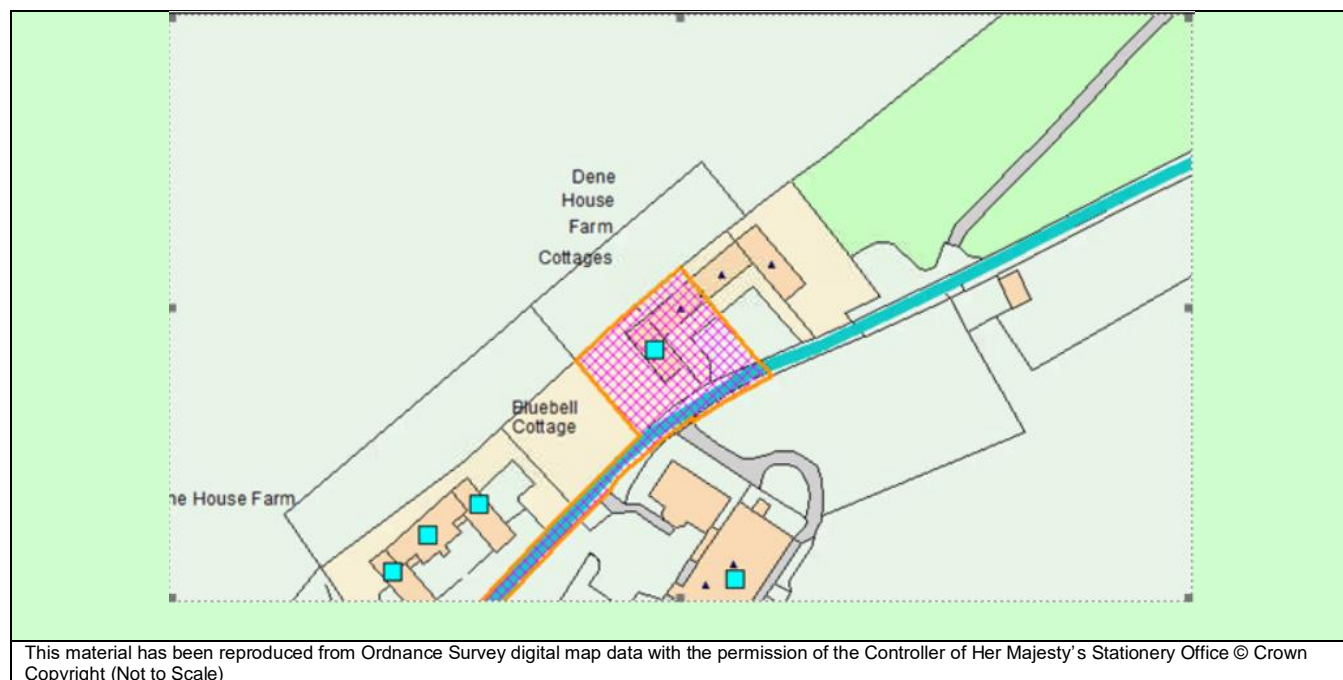 Dene
House
Farm
Cottages
Bluebell
Cottage
ne House Farm
This material has been reproduced from Ordnance Survey digital map data with the permission of the Controller of Her Majesty's Stationery Office © Crown
Copyright (Not to Scale)